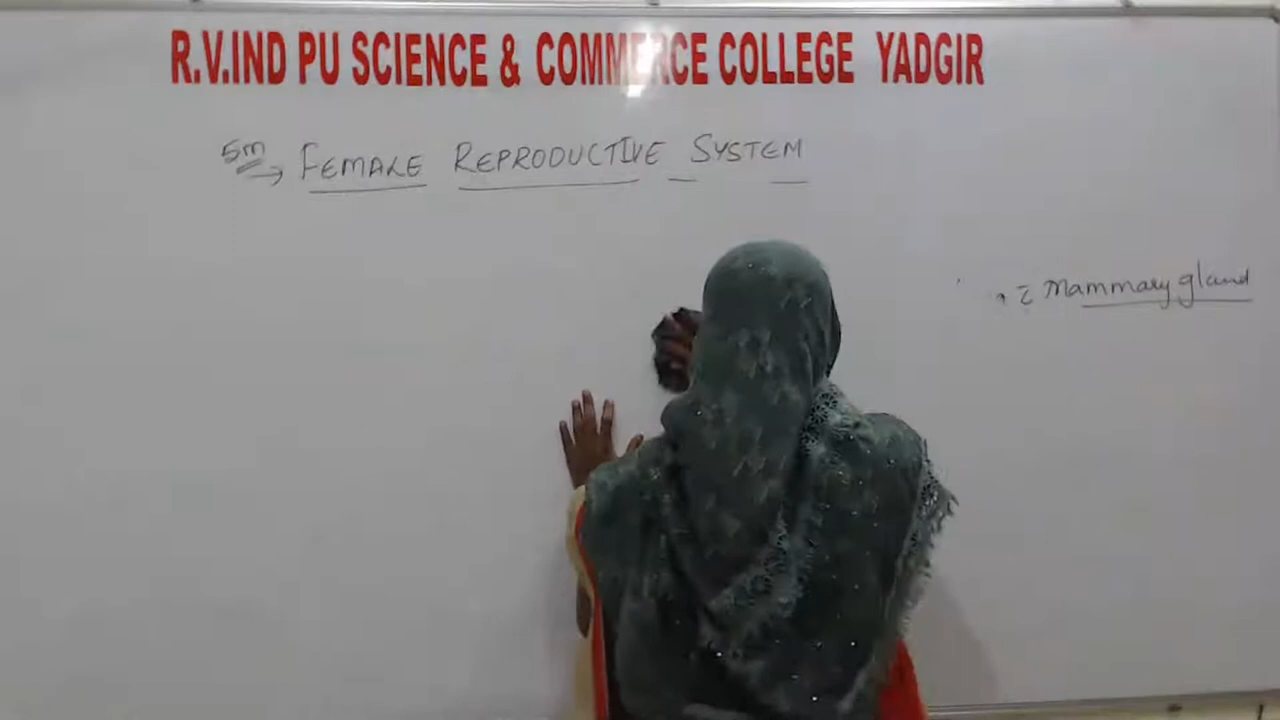 R.V.IND PU SCIENCE & COMMERCE COLLEGE YADGIR
5m → FEMALE REPRODUCTIVE SYSTEM
Mammary gland